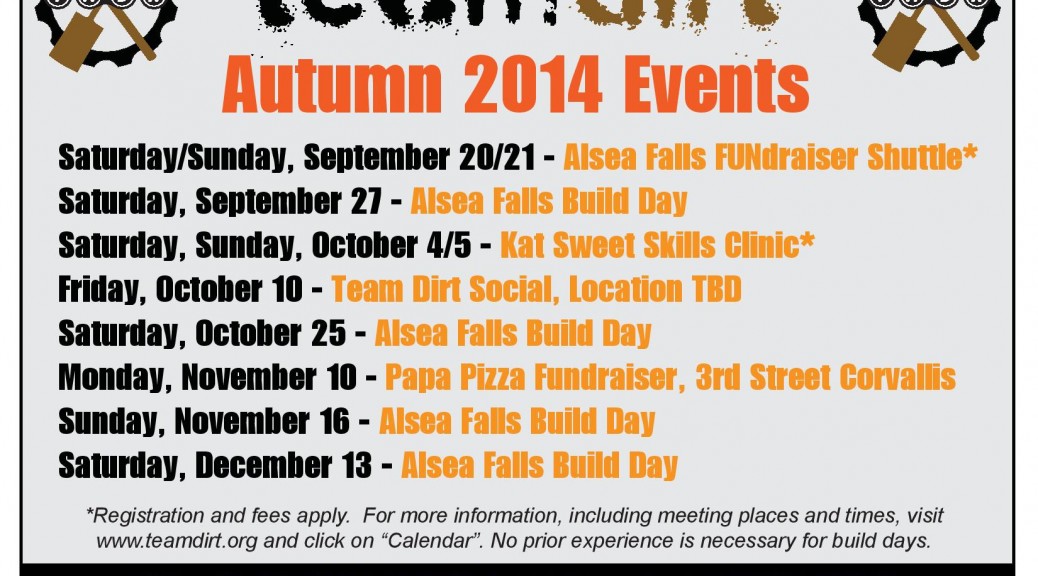 team dirt
Autumn 2014 Events
Saturday/Sunday, September 20/21 - Alsea Falls FUNdraiser Shuttle*
Saturday, September 27 - Alsea Falls Build Day
Saturday, Sunday, October 4/5 - Kat Sweet Skills Clinic*
Friday, October 10 - Team Dirt Social, Location TBD
Saturday, October 25 - Alsea Falls Build Day
Monday, November 10 - Papa Pizza Fundraiser, 3rd Street Corvallis
Sunday, November 16 - Alsea Falls Build Day
Saturday, December 13 - Alsea Falls Build Day
*Registration and fees apply.  For more information, including meeting places and times, visit
www.teamdirt.org and click on “Calendar”. No prior experience is necessary for build days.